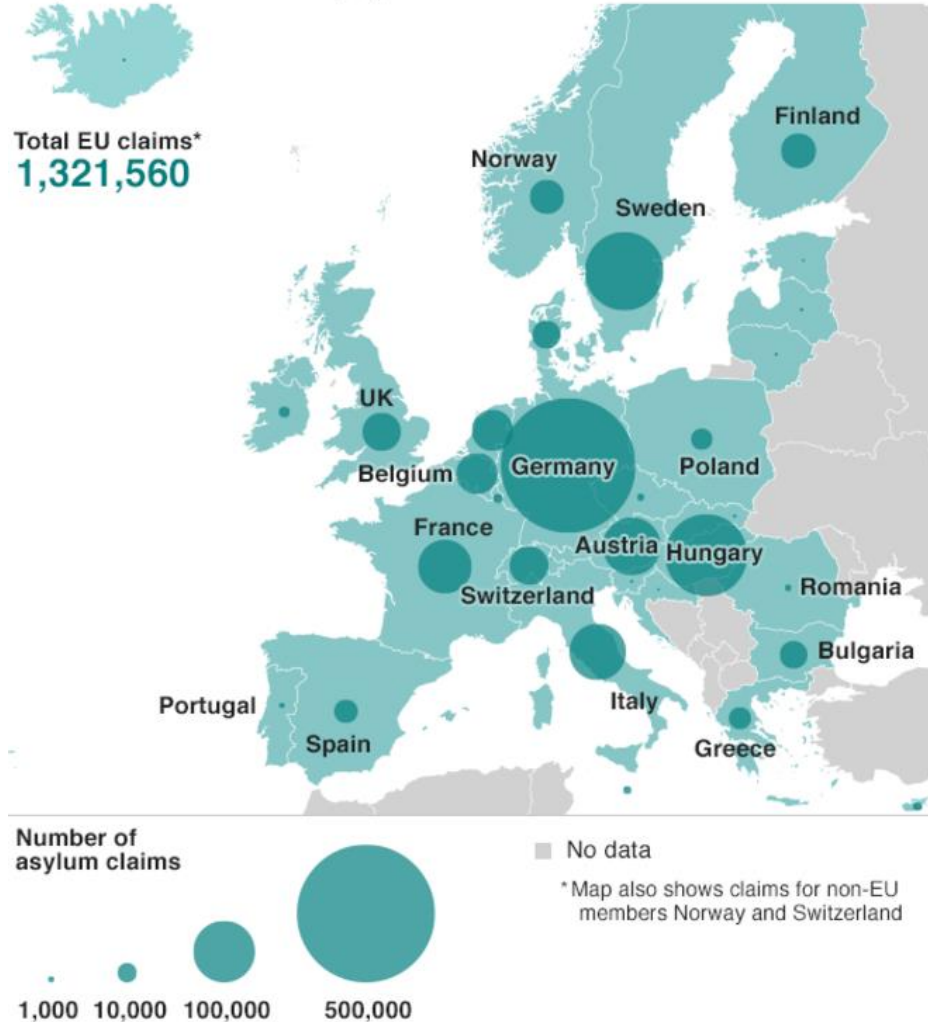 Total EU claims*
1,321,560
Finland
Norway
Sweden
UK
Belgium
Germany
Poland
France
Austria
Hungary
Switzerland
Romania
Bulgaria
Portugal
Italy
Spain
Greece
Number of
asylum claims
1,000
10,000
100,000
500,000
No data
*Map also shows claims for non-EU
members Norway and Switzerland